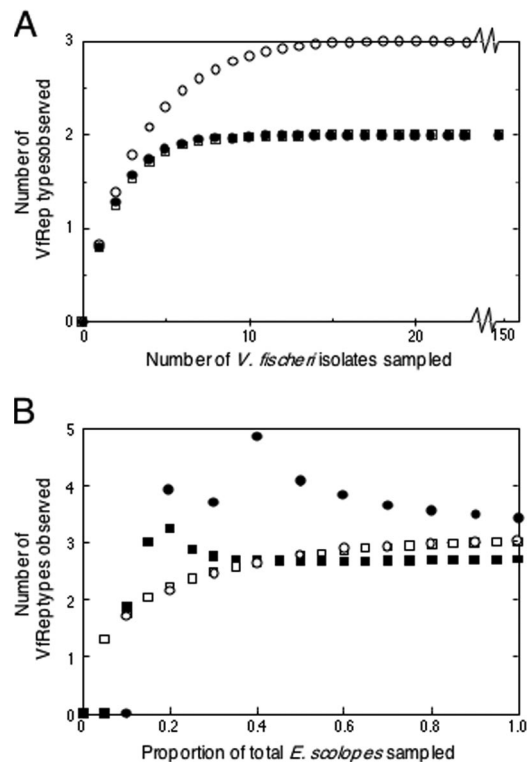 A
Number of
VfRep typesobserved
3
2
1
0
0
10
20
150
Number of V. fischeri isolates sampled
B
Number of
VfReptypes observed
5
4
3
2
1
0
0.0
0.2
0.4
0.6
0.8
1.0
Proportion of total E. scolopes sampled